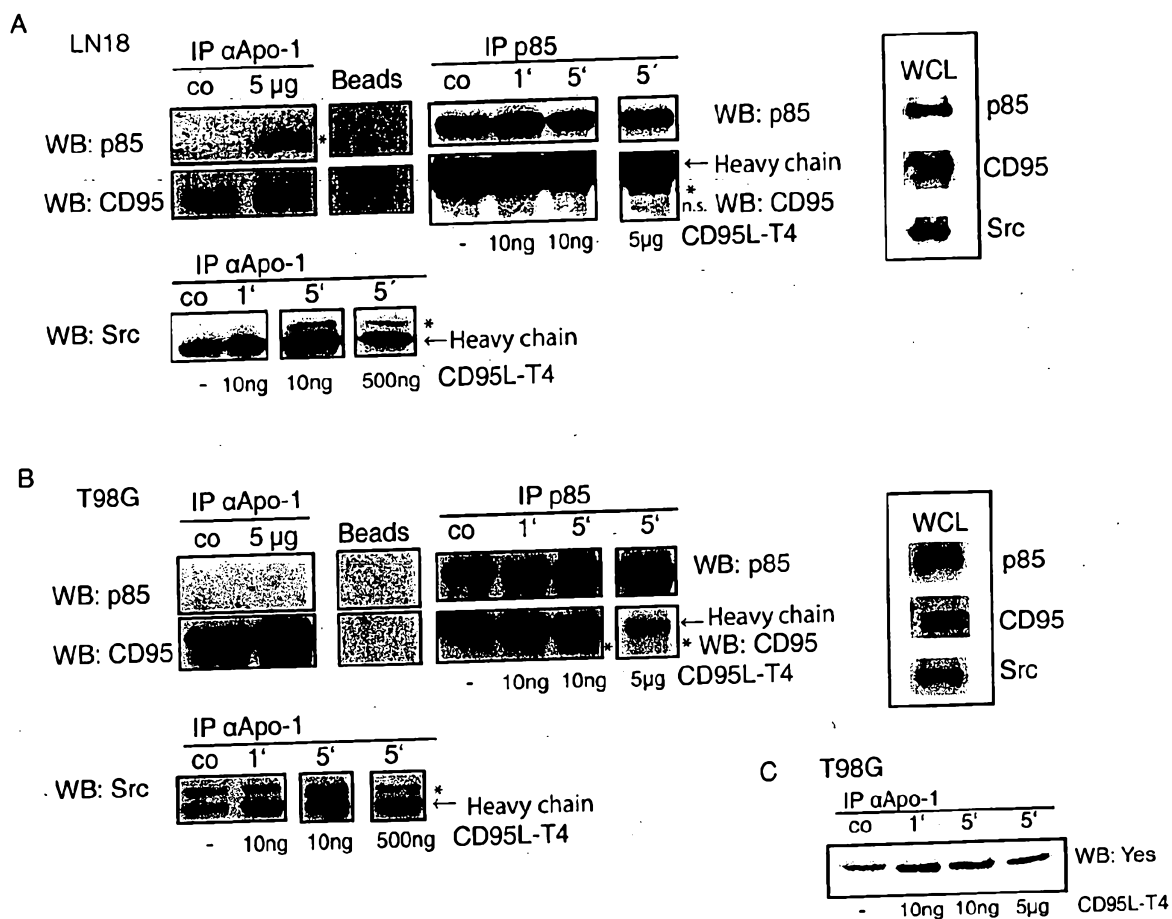 A
LN18
IP αApo-1
co 5 µg
Beads
WB: p85
*
WB: CD95
IP p85
co 1' 5' 5'
WB: p85
← Heavy chain
*
n.s. WB: CD95
- 10ng 10ng 5µg CD95L-T4
WCL
p85
CD95
Src
IP αApo-1
co 1' 5' 5'
WB: Src
*
← Heavy chain
- 10ng 10ng 500ng CD95L-T4
B
T98G
IP αApo-1
co 5 µg
Beads
WB: p85
WB: CD95
IP p85
co 1' 5' 5'
WB: p85
← Heavy chain
* * WB: CD95
- 10ng 10ng 5µg CD95L-T4
WCL
p85
CD95
Src
IP αApo-1
co 1' 5' 5'
WB: Src
*
← Heavy chain
- 10ng 10ng 500ng CD95L-T4
C
T98G
IP αApo-1
co 1' 5' 5'
WB: Yes
- 10ng 10ng 5µg CD95L-T4